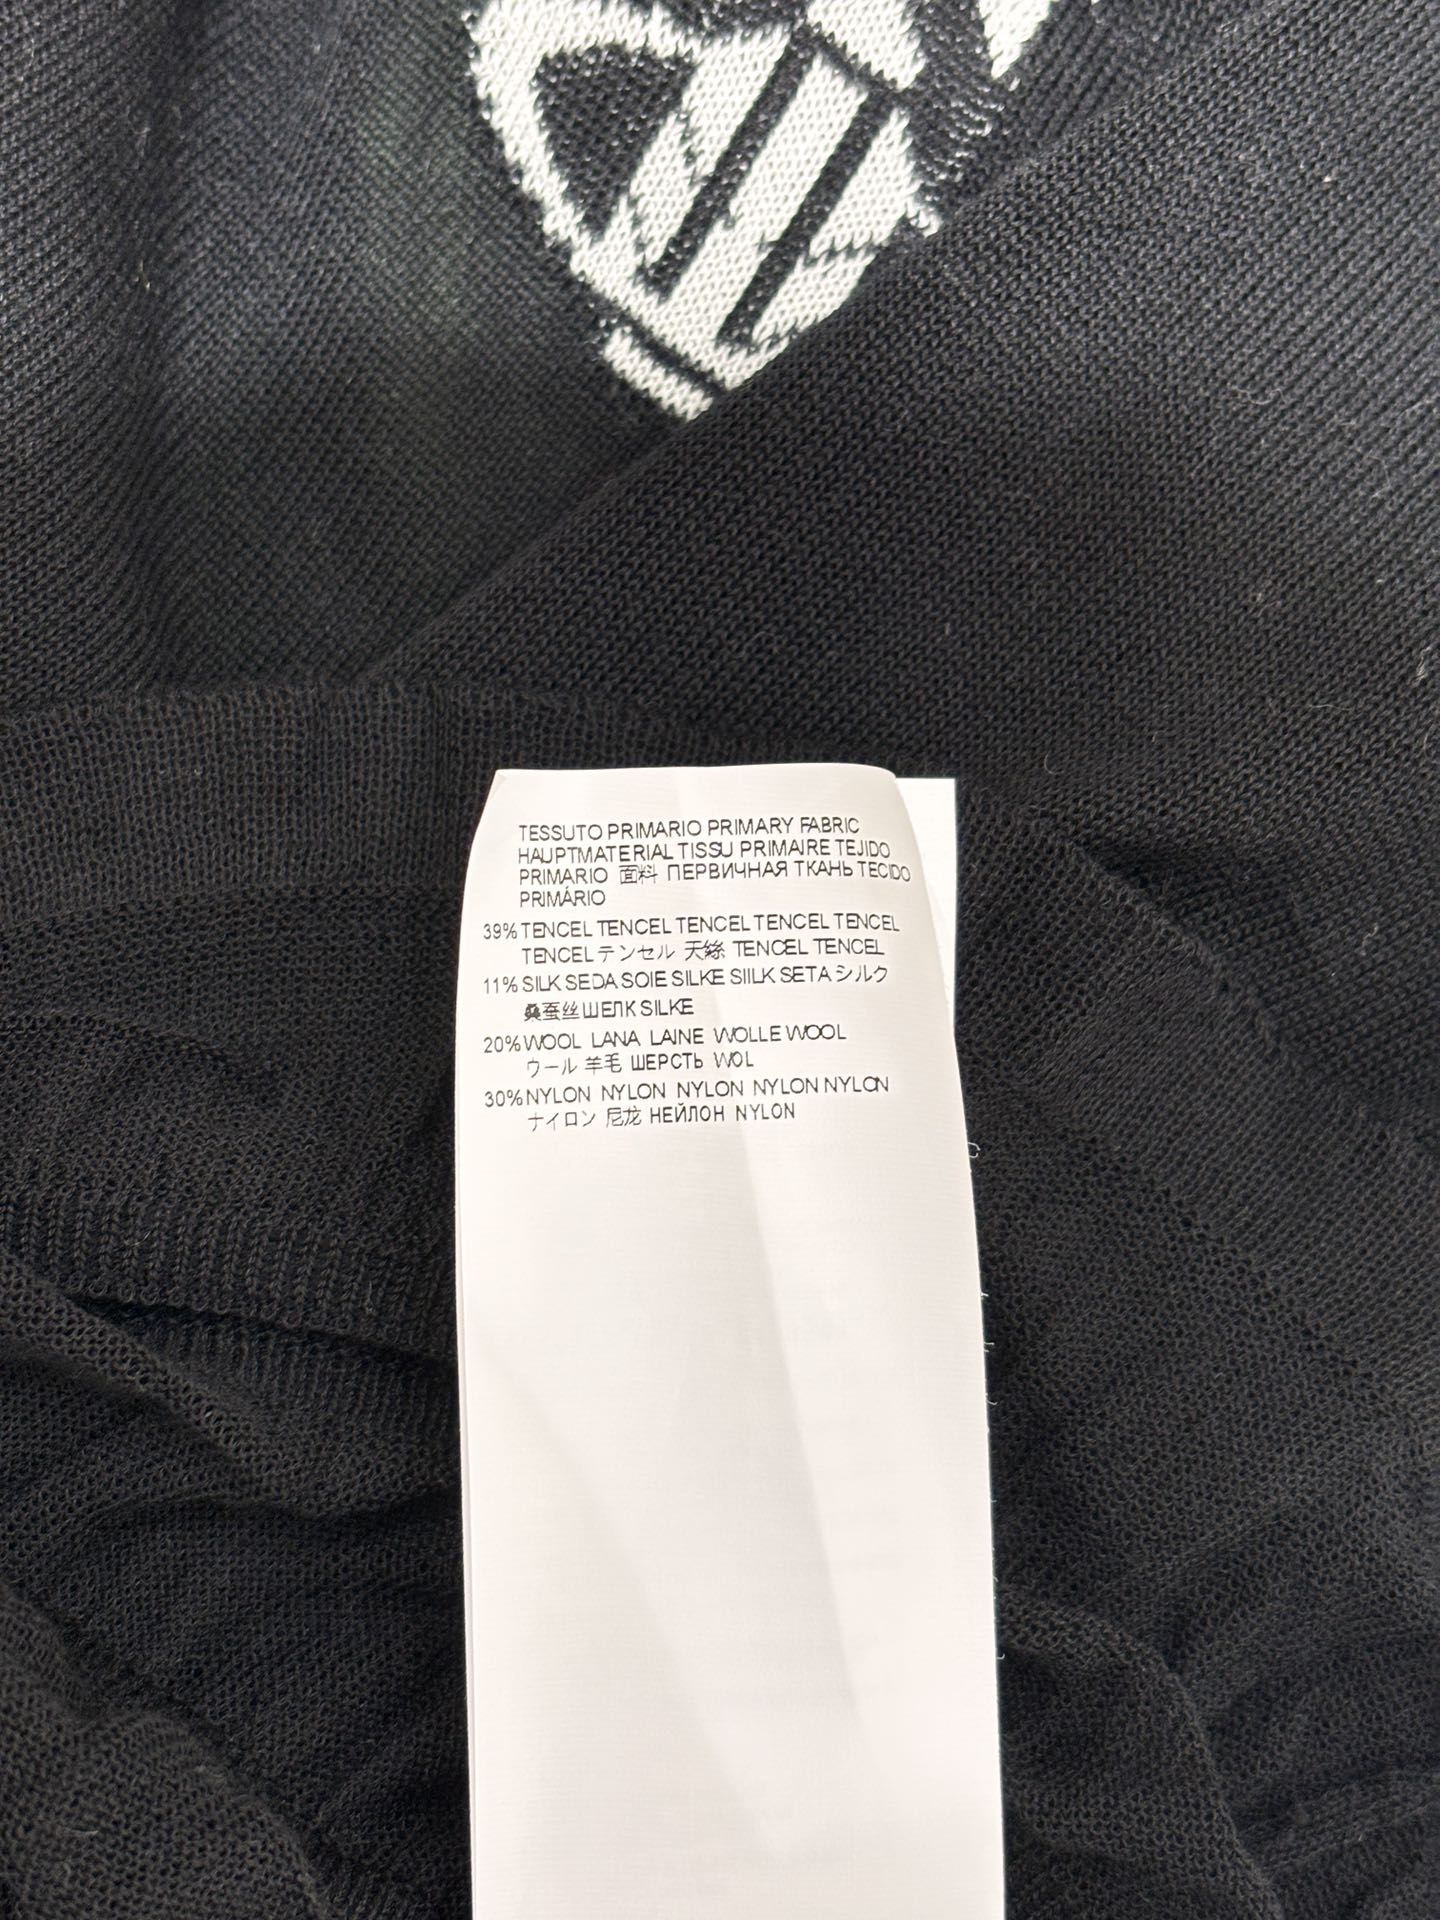 TESSUTO PRIMARIO PRIMARY FABRIC
HAUPTMATERIAL TISSU PRIMAIRE TEJIDO
PRIMARIO 面料 ПЕРВИЧНАЯ ТКАНЬ TECIDO
PRIMÁRIO
39% TENCEL TENCEL TENCEL TENCEL TENCEL
TENCEL テンセル 天絲 TENCEL TENCEL
11% SILK SEDA SOIE SILKE SIILK SETA シルク
桑蚕丝 ШЕЛК SILKE
20% WOOL LANA LAINE WOLLE WOOL
ウール 羊毛 ШЕРСТЬ WOL
30% NYLON NYLON NYLON NYLON NYLON
ナイロン 尼龙 НЕЙЛОН NYLON